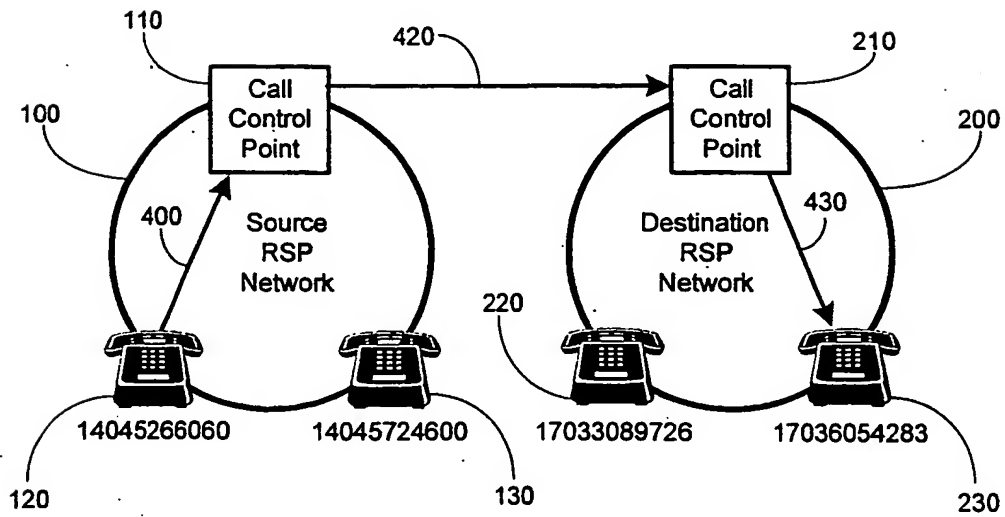 110
420
210
Call
Control
Point
Call
Control
Point
100
200
400
Source
RSP
Network
Destination
RSP
Network
430
220
14045266060
14045724600
17033089726
17036054283
120
130
230